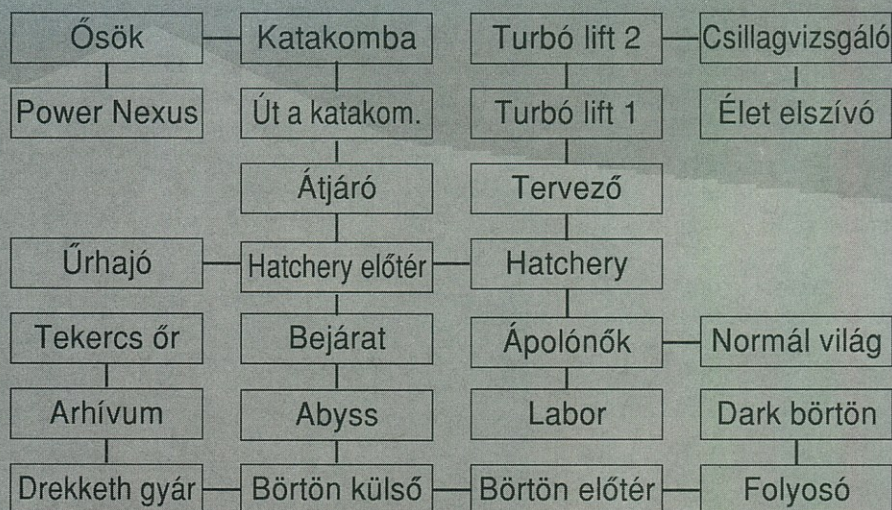 Ősök
Katakomba
Turbó lift 2
Csillagvizsgáló
Power Nexus
Út a katakom.
Turbó lift 1
Élet elszívó
Átjáró
Tervező
Űrhajó
Hatchery előtér
Hatchery
Tekercs őr
Bejárat
Ápolónők
Normál világ
Arhívum
Abyss
Labor
Dark börtön
Drekketh gyár
Börtön külső
Börtön előtér
Folyosó